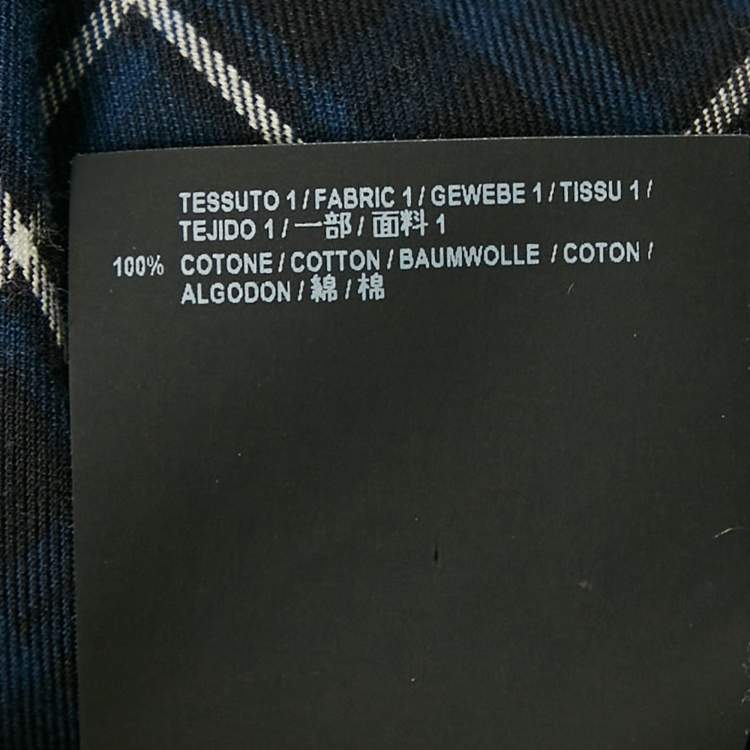 TESSUTO 1 / FABRIC 1 / GEWEBE 1 / TISSU 1 /
TEJIDO 1 / 一部 / 面料 1
100% COTONE / COTTON / BAUMWOLLE / COTON /
ALGODON / 綿 / 棉